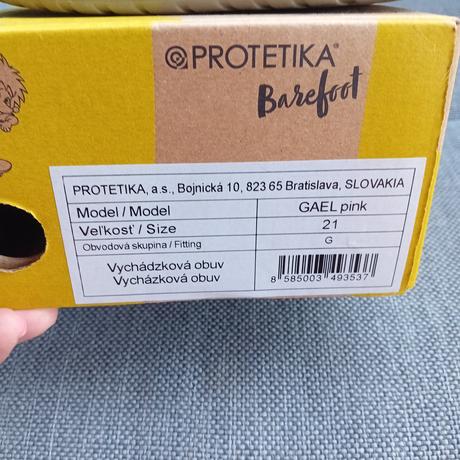 PROTETIKA®
Barefoot
PROTETIKA, a.s., Bojnická 10, 823 65 Bratislava, SLOVAKIA
Model / Model GAEL pink
Veľkosť / Size 21
Obvodová skupina / Fitting G
Vychádzková obuv
Vycházková obuv
8 585003 493537